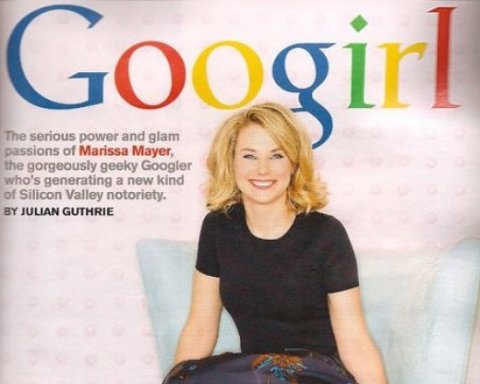 Googirl
The serious power and glam
passions of Marissa Mayer,
the gorgeously geeky Googler
who's generating a new kind
of Silicon Valley notoriety.
BY JULIAN GUTHRIE